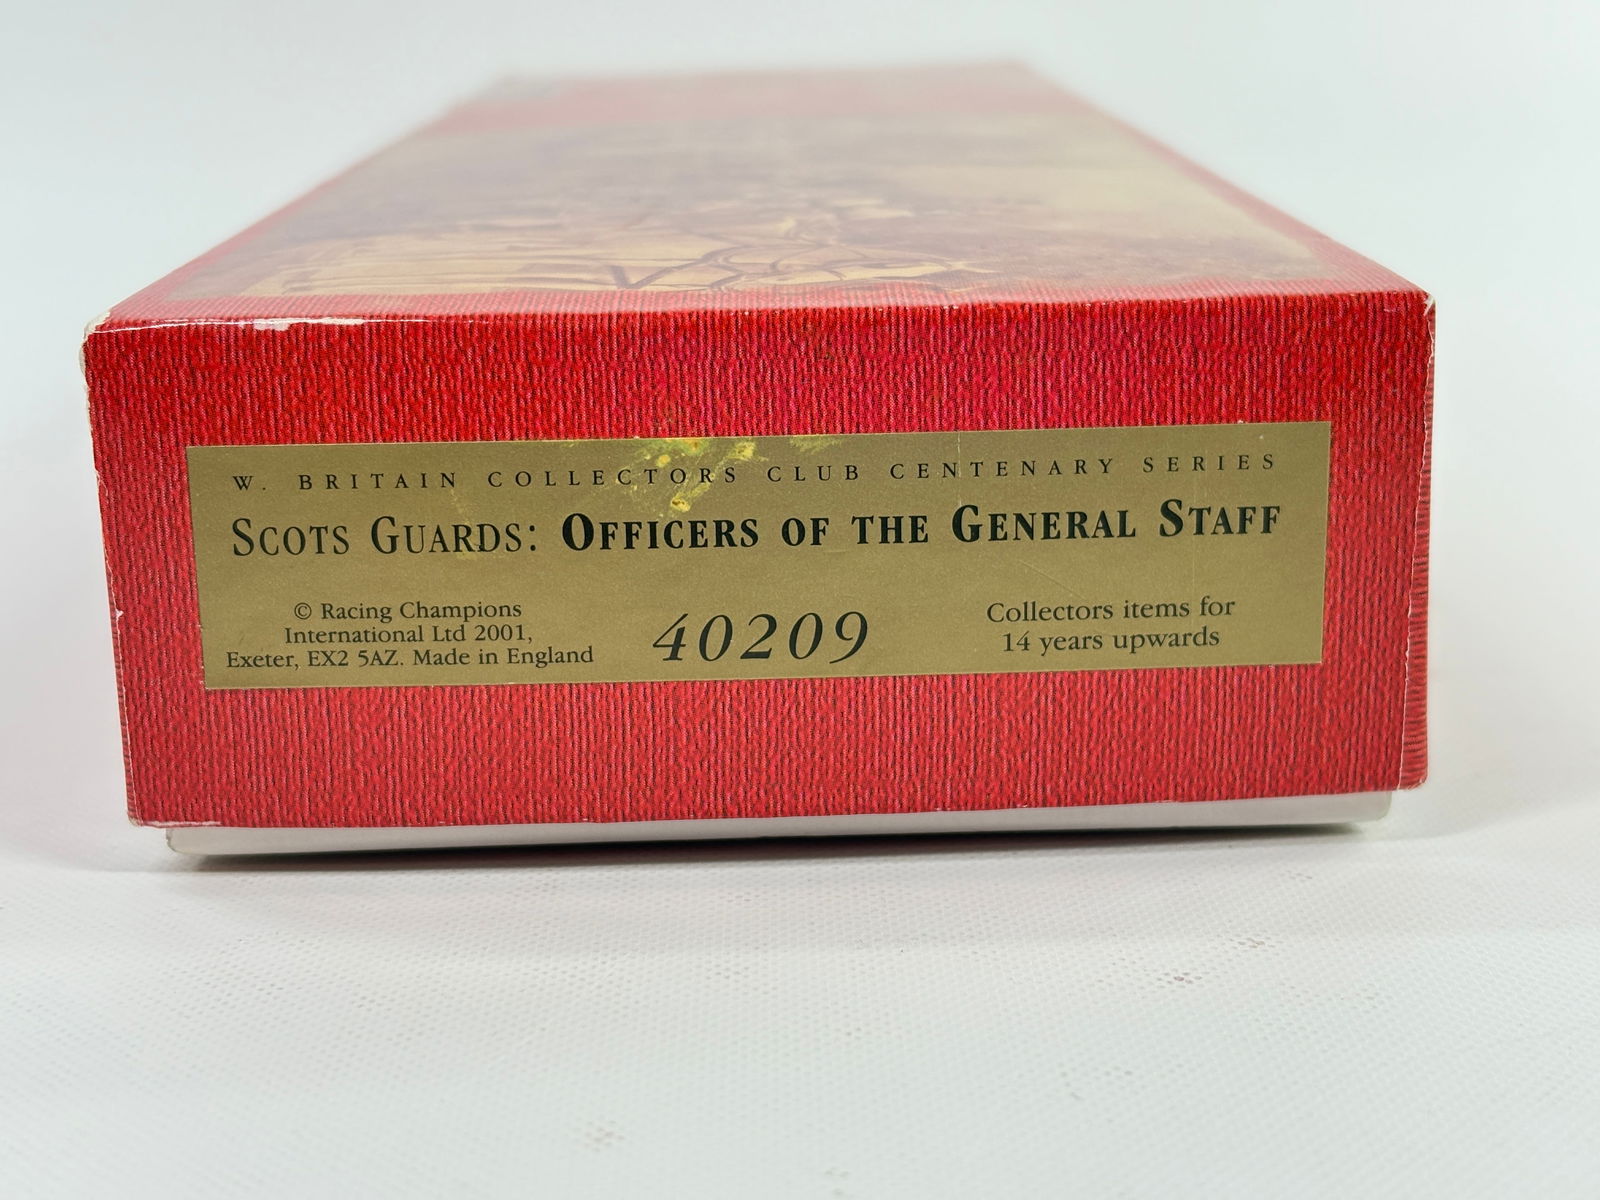 W. BRITAIN COLLECTORS CLUB CENTENARY SERIES
SCOTS GUARDS: OFFICERS OF THE GENERAL STAFF
© Racing Champions
International Ltd 2001,
Exeter, EX2 5AZ. Made in England
40209
Collectors items for
14 years upwards